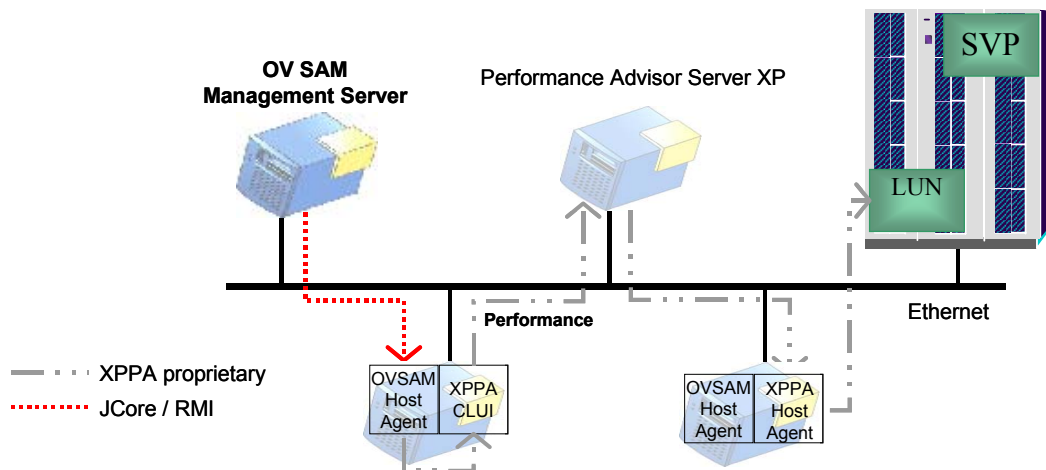 OV SAM
Management Server
Performance Advisor Server XP
SVP
LUN
Ethernet
Performance
XPPA proprietary
JCore / RMI
OVSAM
Host
Agent
XPPA
CLUI
OVSAM
Host
Agent
XPPA
Host
Agent